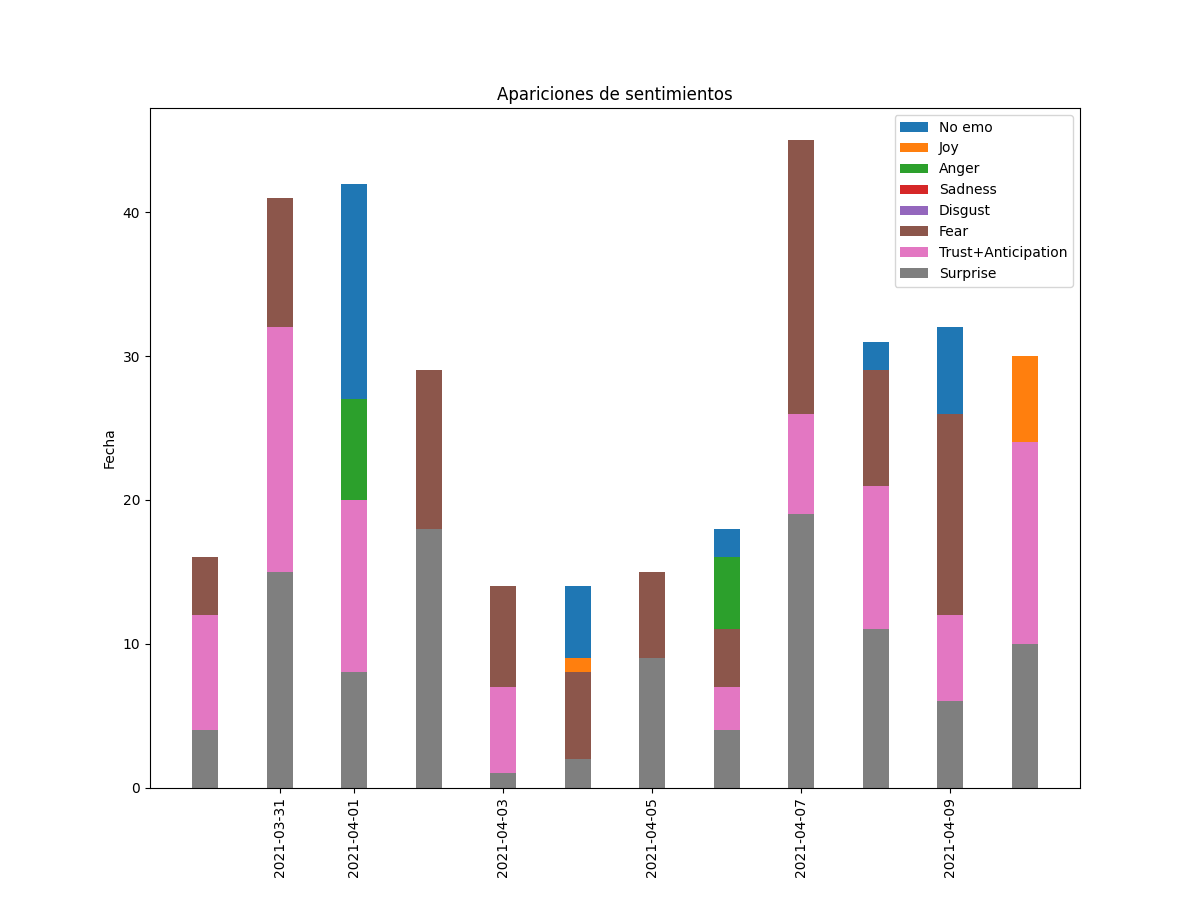 Apariciones de sentimientos
No emo
Joy
Anger
Sadness
Disgust
Fear
Trust+Anticipation
Surprise
Fecha
40
30
20
10
0
2021-03-31
2021-04-01
2021-04-03
2021-04-05
2021-04-07
2021-04-09